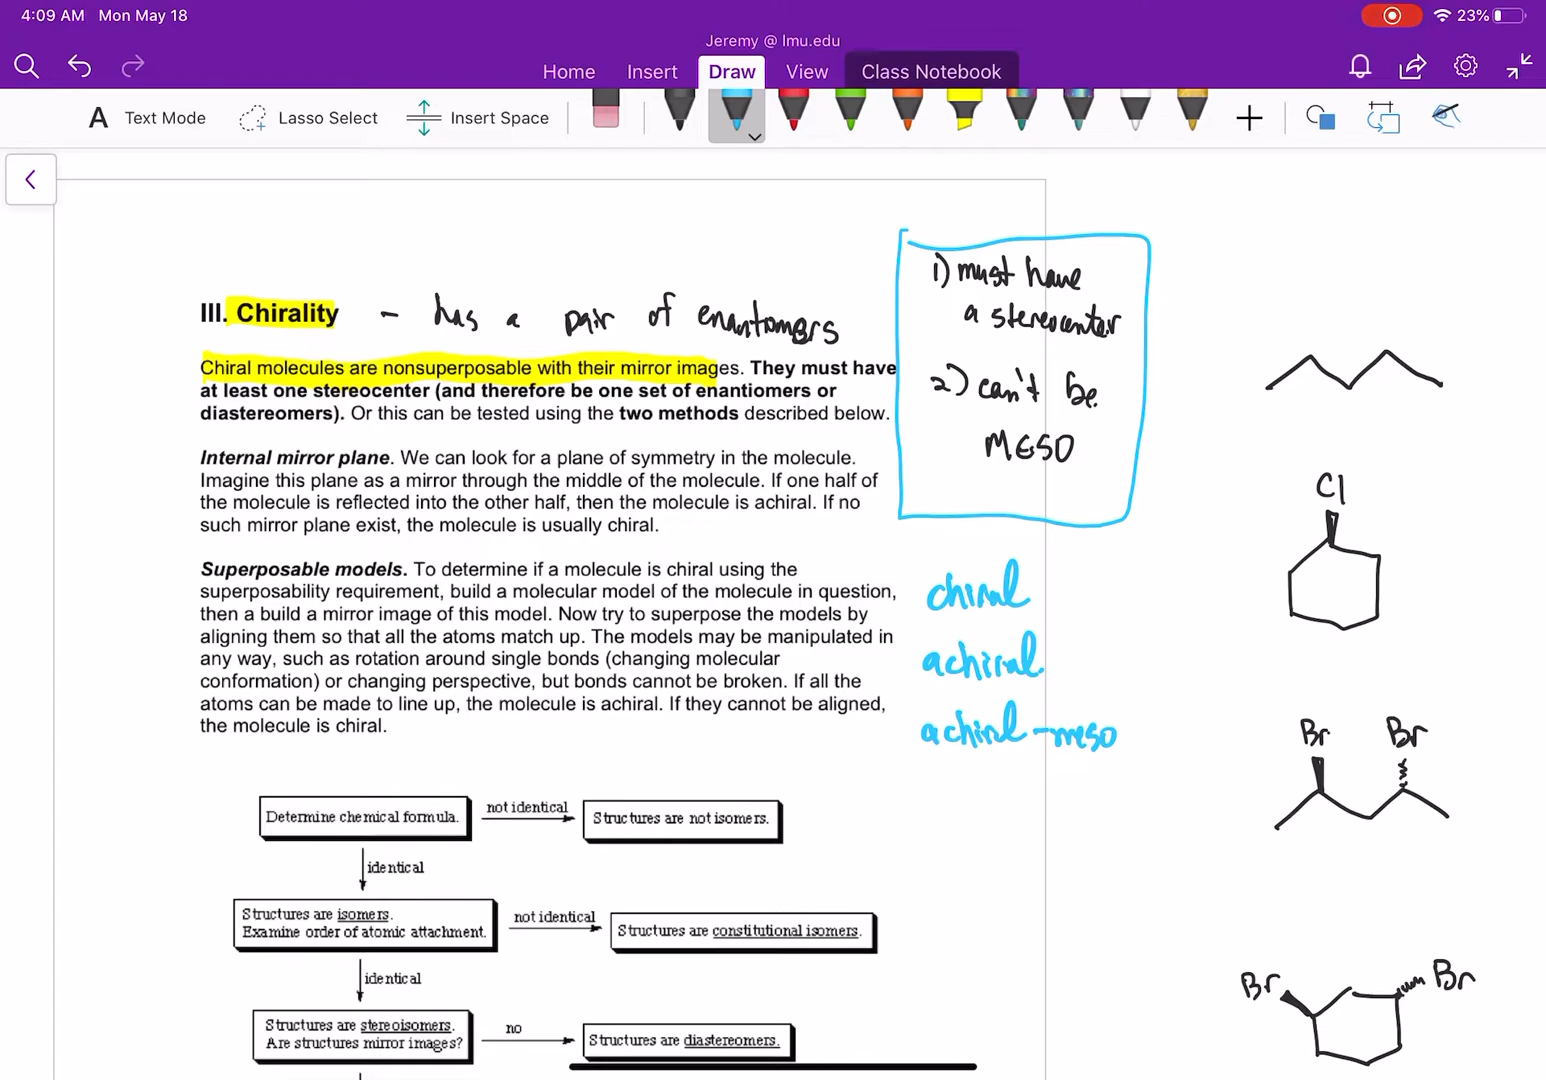 4:09 AM Mon May 18
23%
Jeremy @ lmu.edu
Home Insert Draw View Class Notebook
A Text Mode Lasso Select Insert Space
III. Chirality - has a pair of enantomers
Chiral molecules are nonsuperposable with their mirror images. They must have
at least one stereocenter (and therefore be one set of enantiomers or
diastereomers). Or this can be tested using the two methods described below.
Internal mirror plane. We can look for a plane of symmetry in the molecule.
Imagine this plane as a mirror through the middle of the molecule. If one half of
the molecule is reflected into the other half, then the molecule is achiral. If no
such mirror plane exist, the molecule is usually chiral.
Superposable models. To determine if a molecule is chiral using the
superposability requirement, build a molecular model of the molecule in question,
then a build a mirror image of this model. Now try to superpose the models by
aligning them so that all the atoms match up. The models may be manipulated in
any way, such as rotation around single bonds (changing molecular
conformation) or changing perspective, but bonds cannot be broken. If all the
atoms can be made to line up, the molecule is achiral. If they cannot be aligned,
the molecule is chiral.
1) must have
a stereocenter
2) can't be
MESO
chiral
achiral
achiral - meso
Cl
Br Br
Br Br
Determine chemical formula.
not identical
Structures are not isomers.
identical
Structures are isomers.
Examine order of atomic attachment.
not identical
Structures are constitutional isomers.
identical
Structures are stereoisomers.
Are structures mirror images?
no
Structures are diastereomers.